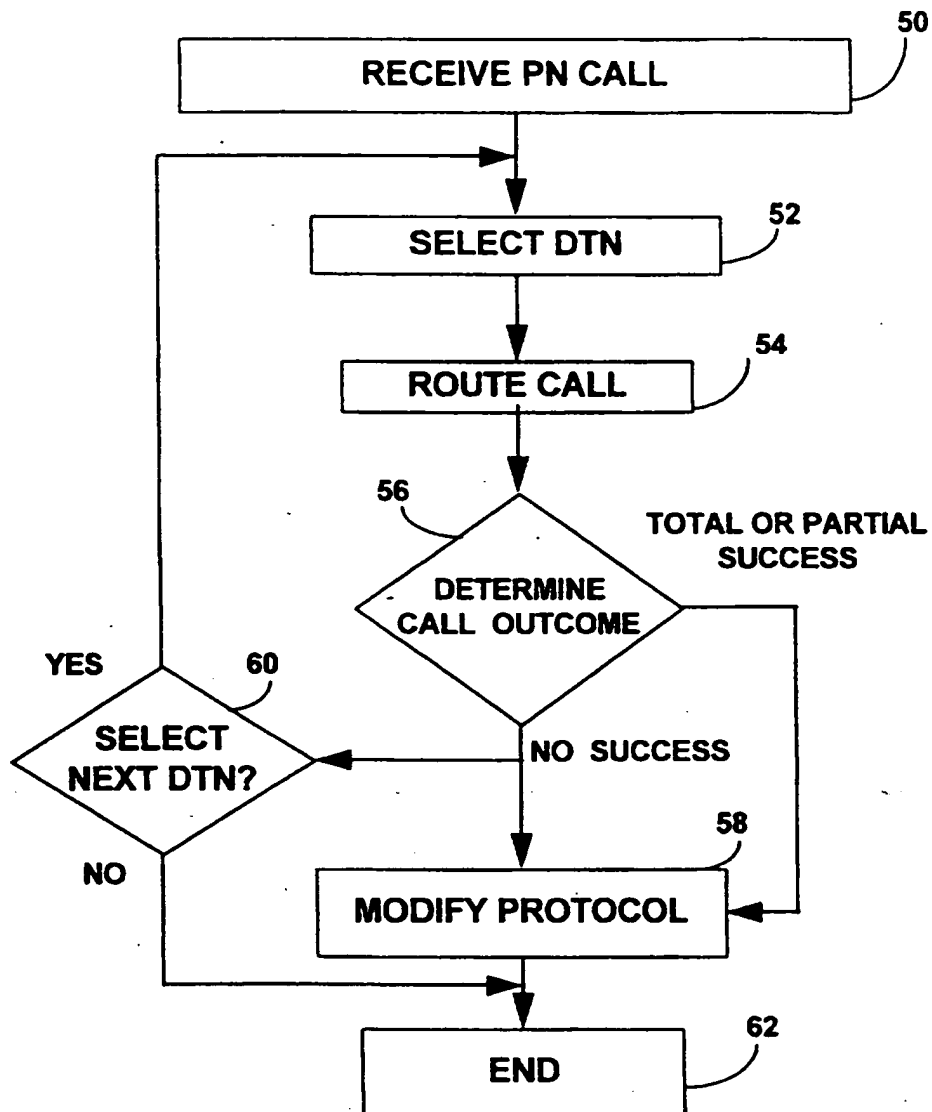 50
RECEIVE PN CALL
52
SELECT DTN
54
ROUTE CALL
56
TOTAL OR PARTIAL
SUCCESS
DETERMINE
CALL OUTCOME
YES
60
SELECT
NEXT DTN?
NO SUCCESS
58
NO
MODIFY PROTOCOL
62
END